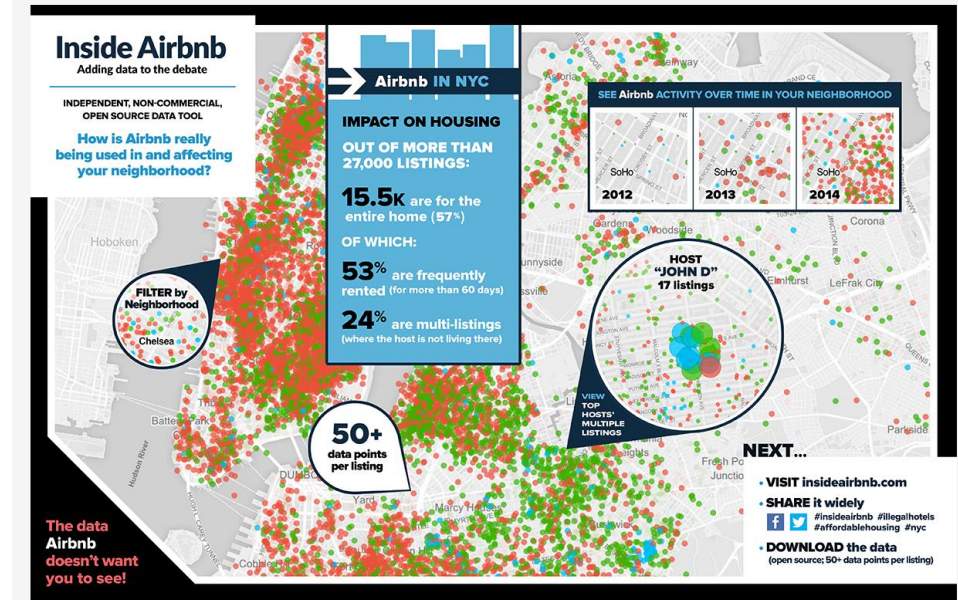 Inside Airbnb
Adding data to the debate
INDEPENDENT, NON-COMMERCIAL,
OPEN SOURCE DATA TOOL
How is Airbnb really
being used in and affecting
your neighborhood?
Airbnb IN NYC
IMPACT ON HOUSING
OUT OF MORE THAN
27,000 LISTINGS:
15.5K are for the
entire home (57%)
OF WHICH:
53% are frequently
rented (for more than 60 days)
24% are multi-listings
(where the host is not living there)
SEE Airbnb ACTIVITY OVER TIME IN YOUR NEIGHBORHOOD
SoHo
2012
SoHo
2013
SoHo
2014
Astoria
Corona
Woodside
Elmhurst
LeFrak City
Hoboken
FILTER by
Neighborhood
Chelsea
HOST
"JOHN D"
17 listings
VIEW
TOP
HOSTS'
MULTIPLE
LISTINGS
50+
data points
per listing
Hudson River
HUGH L CAREY TUNNEL
DUMBO
Yard
Parkside
The data
Airbnb
doesn't want
you to see!
NEXT...
• VISIT insideairbnb.com
• SHARE it widely
#insideairbnb #illegalhotels
#affordablehousing #nyc
• DOWNLOAD the data
(open source; 50+ data points per listing)